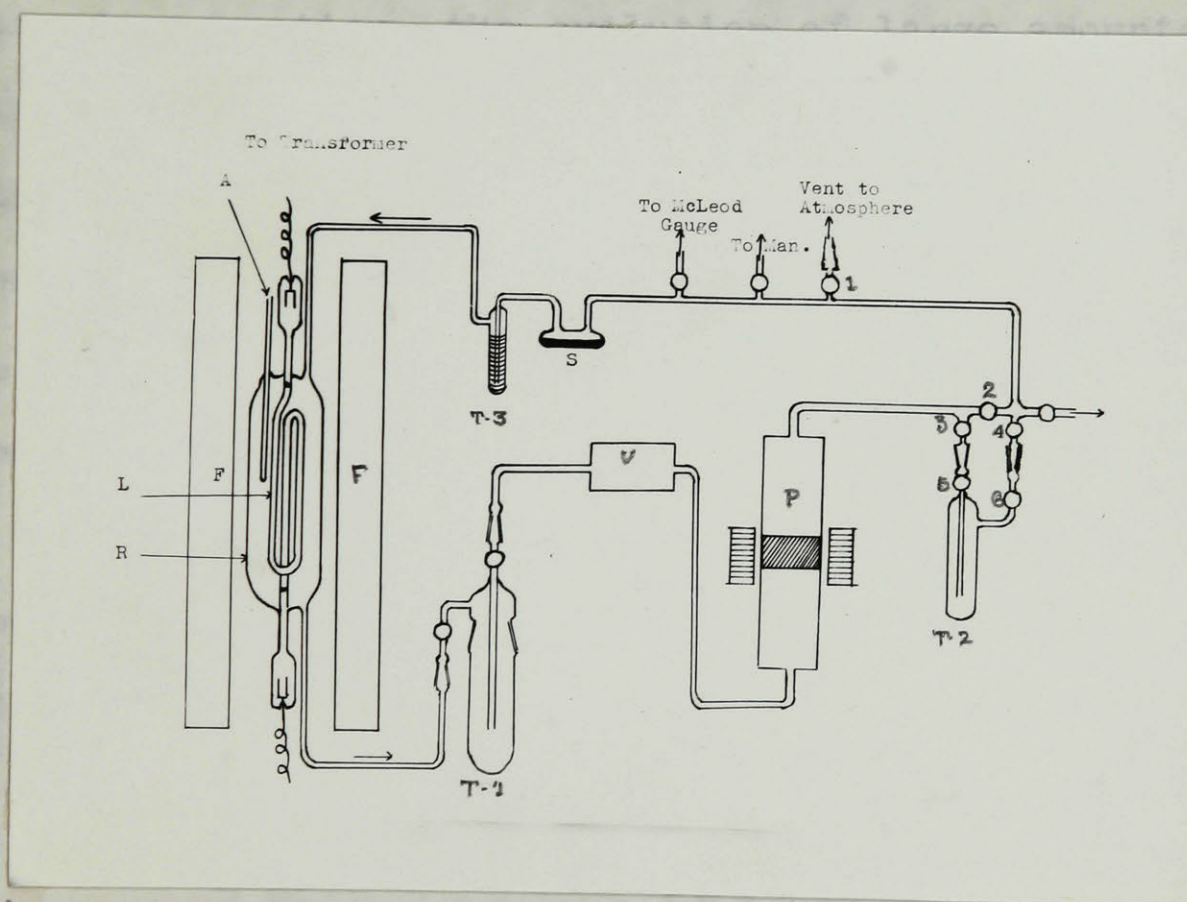 To Transformer
A
To McLeod
Gauge
To Man.
Vent to
Atmosphere
1
S
T-3
2
3
4
5
6
F
F
L
R
U
P
T-2
T-1